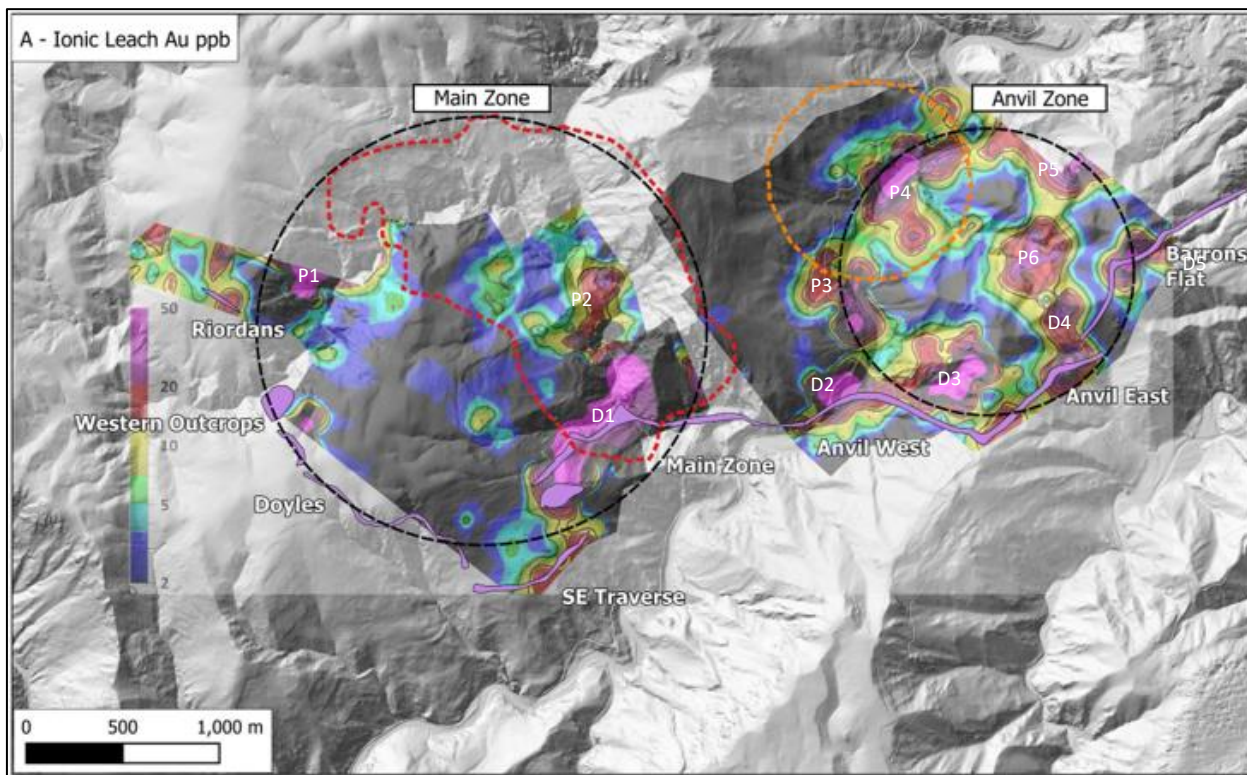 A - Ionic Leach Au ppb
Main Zone
Anvil Zone
P5
P4
P1
P6
Barrons
D5
Flat
P3
P2
Riordans
50
D4
20
D2
D3
Anvil East
Western Outcrops
D1
10
Anvil West
Main Zone
Doyles
5
2
SE Traverse
0 500 1,000 m